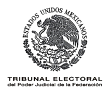 ESTADOS UNIDOS MEXICANOS
TRIBUNAL ELECTORAL
del Poder Judicial de la Federación